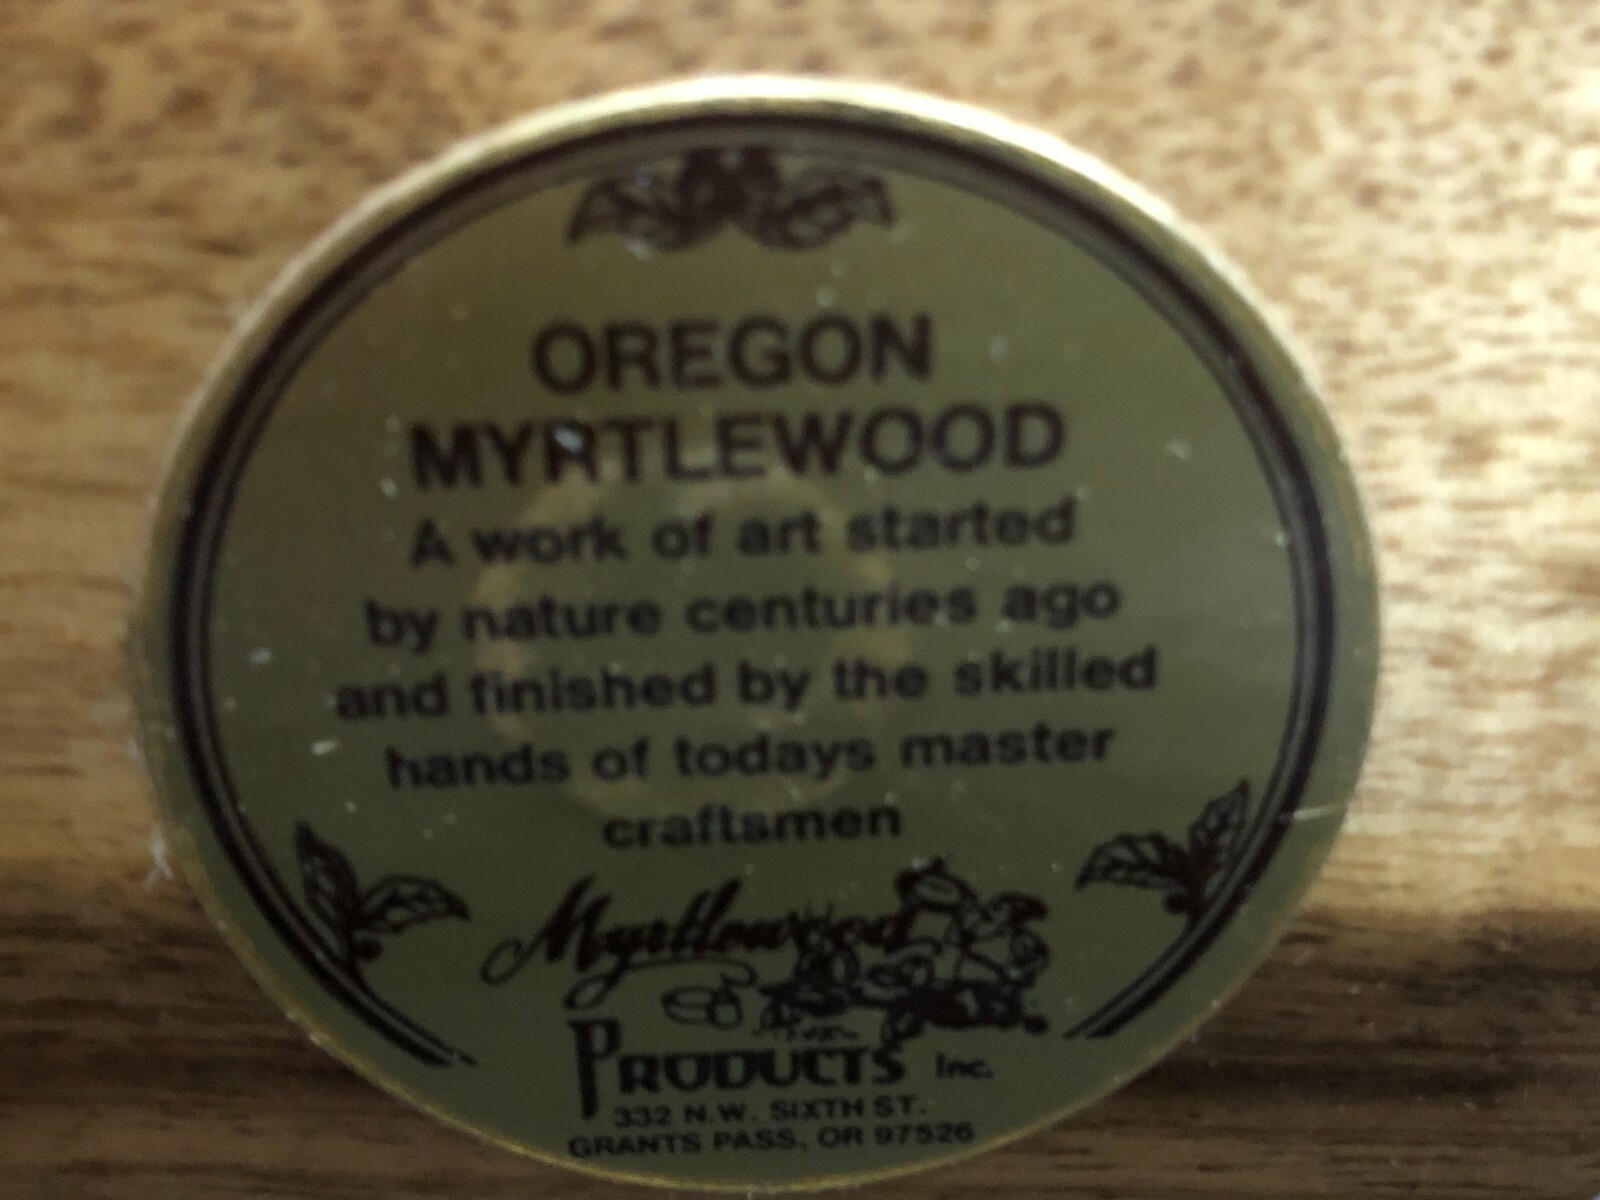 OREGON
MYRTLEWOOD
A work of art started
by nature centuries ago
and finished by the skilled
hands of todays master
craftsmen
Myrtlewood
PRODUCTS Inc.
332 N.W. SIXTH ST.
GRANTS PASS, OR 97526